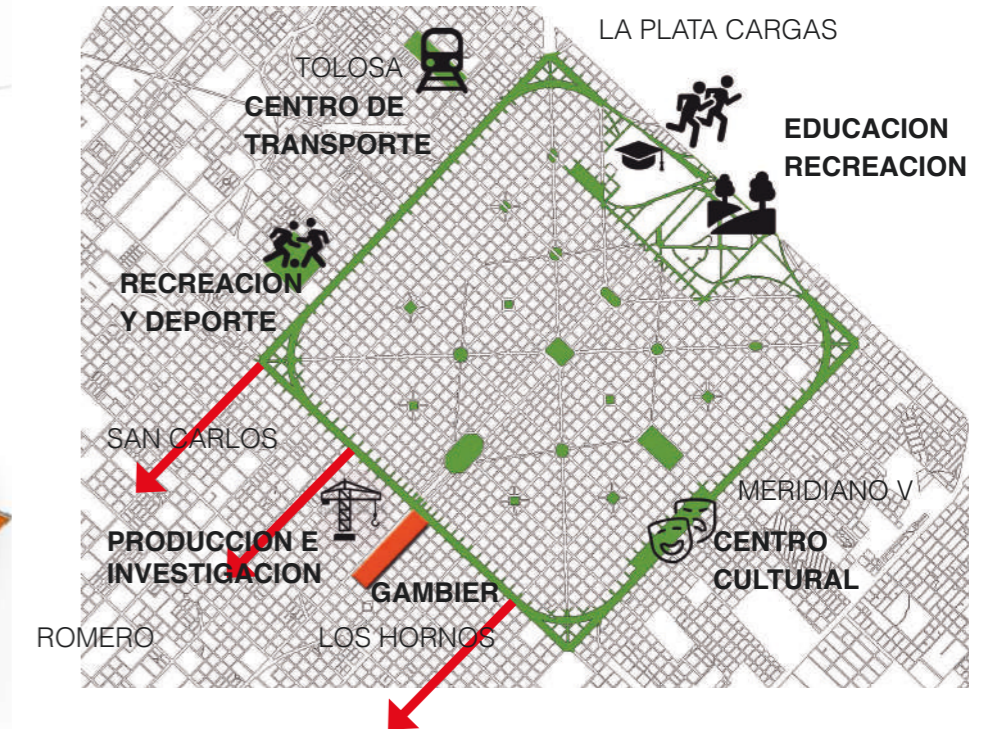 LA PLATA CARGAS
TOLOSA
CENTRO DE
TRANSPORTE
EDUCACION
RECREACION
RECREACION
Y DEPORTE
SAN CARLOS
MERIDIANO V
PRODUCCION E
INVESTIGACION
CENTRO
CULTURAL
GAMBIER
ROMERO
LOS HORNOS